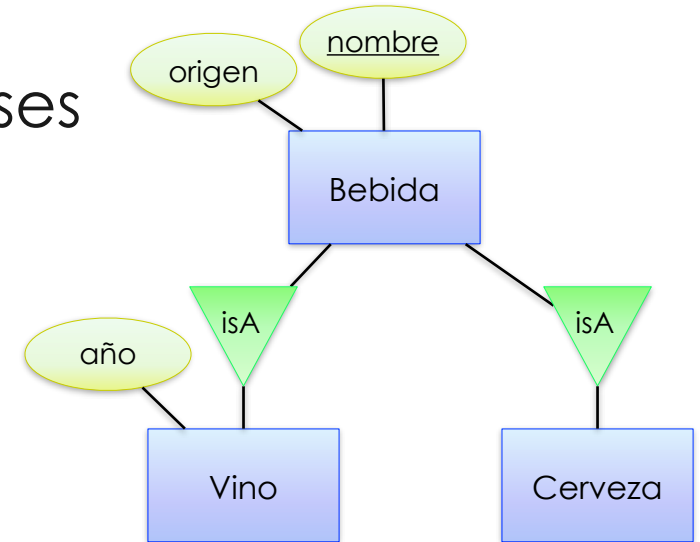 nombre
origen
ses
Bebida
isA
isA
año
Vino
Cerveza